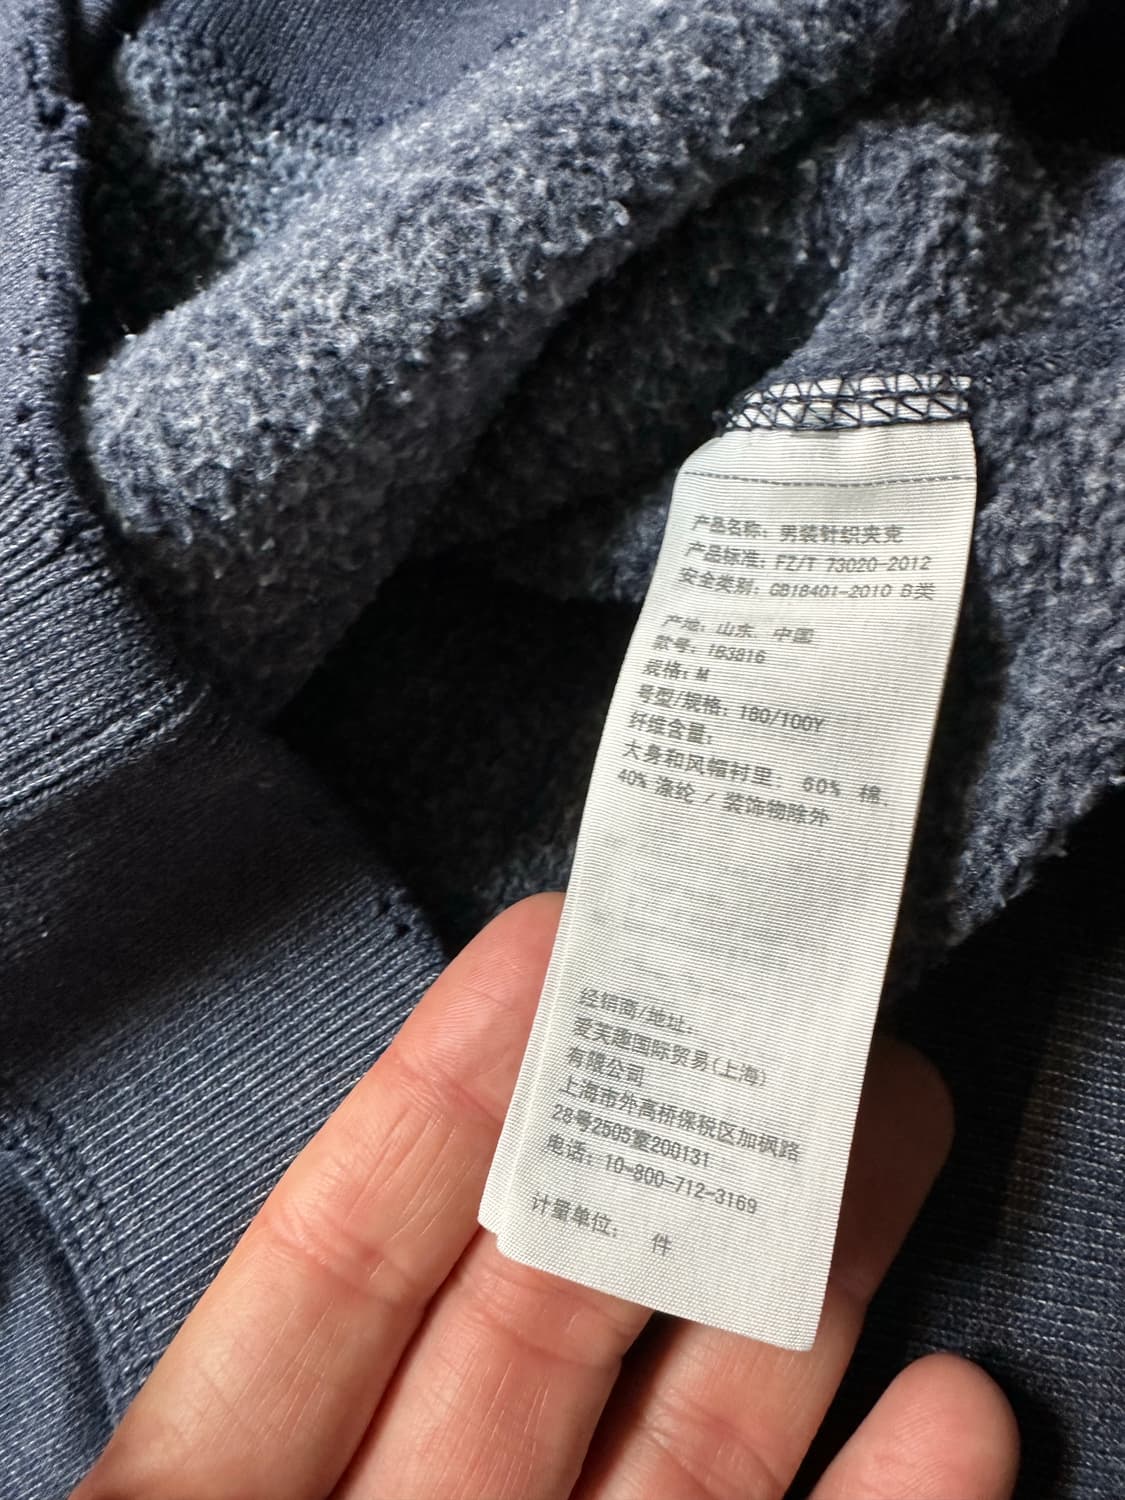 产品名称: 男装针织夹克
产品标准: FZ/T 73020-2012
安全类别: GB18401-2010 B类
产地: 山东, 中国
款号: 183816
规格: M
号型/规格: 180/100Y
纤维含量:
大身和风帽衬里: 60% 棉,
40% 涤纶 / 装饰物除外
经销商/地址:
爱芙趣国际贸易(上海)
有限公司
上海市外高桥保税区加枫路
28号2505室200131
电话: 10-800-712-3169
计量单位: 件